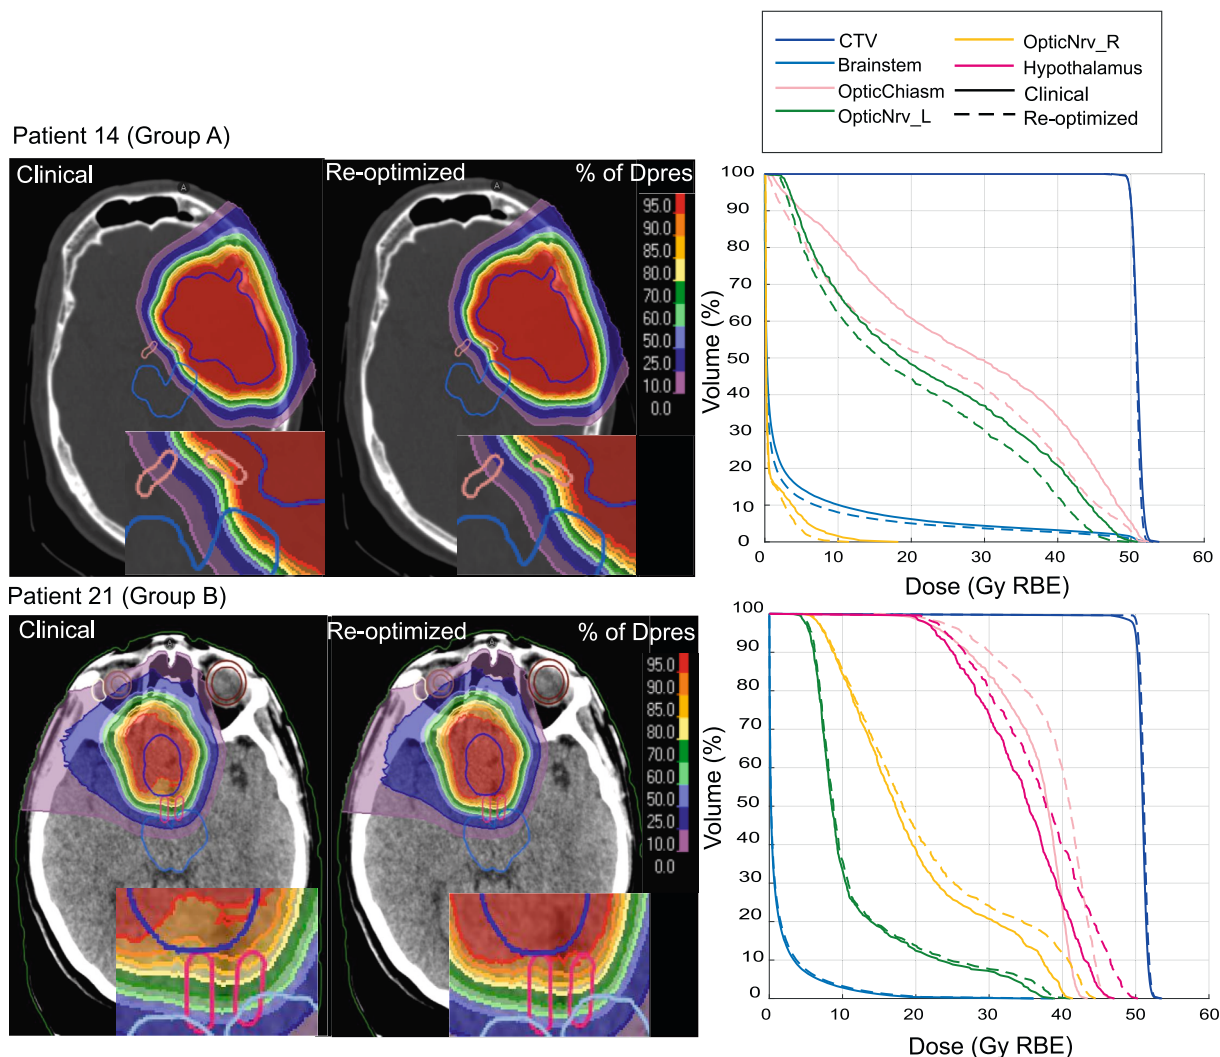 CTV
Brainstem
OpticChiasm
OpticNrv_L
OpticNrv_R
Hypothalamus
Clinical
Re-optimized
Patient 14 (Group A)
Clinical
Re-optimized
% of Dpres
A
A
95.0
90.0
85.0
80.0
70.0
60.0
50.0
25.0
10.0
0.0
100
90
80
70
60
50
40
30
20
10
0
Volume (%)
0 10 20 30 40 50 60
Dose (Gy RBE)
Patient 21 (Group B)
Clinical
Re-optimized
% of Dpres
95.0
90.0
85.0
80.0
70.0
60.0
50.0
25.0
10.0
0.0
100
90
80
70
60
50
40
30
20
10
0
Volume (%)
0 10 20 30 40 50 60
Dose (Gy RBE)